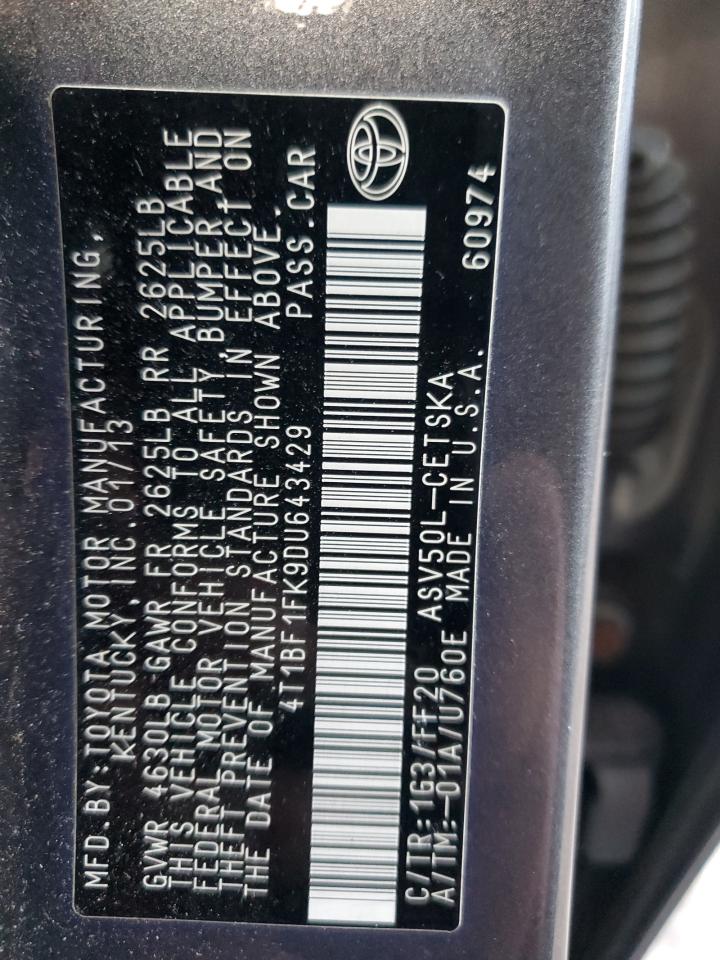 MFD.BY:TOYOTA MOTOR MANUFACTURING,
KENTUCKY, INC.01/13
GVWR 4630LB GAWR FR 2625LB RR 2625LB
THIS VEHICLE CONFORMS TO ALL APPLICABLE
FEDERAL MOTOR VEHICLE SAFETY, BUMPER,AND
THEFT PREVENTION STANDARDS IN EFFECT ON
THE DATE OF MANUFACTURE SHOWN ABOVE.
4T1BF1FK9DU643429 PASS.CAR
C/TR:1G3/FF20 ASV50L-CETSKA 60974
A/TM:-01A/U760E MADE IN U.S.A.